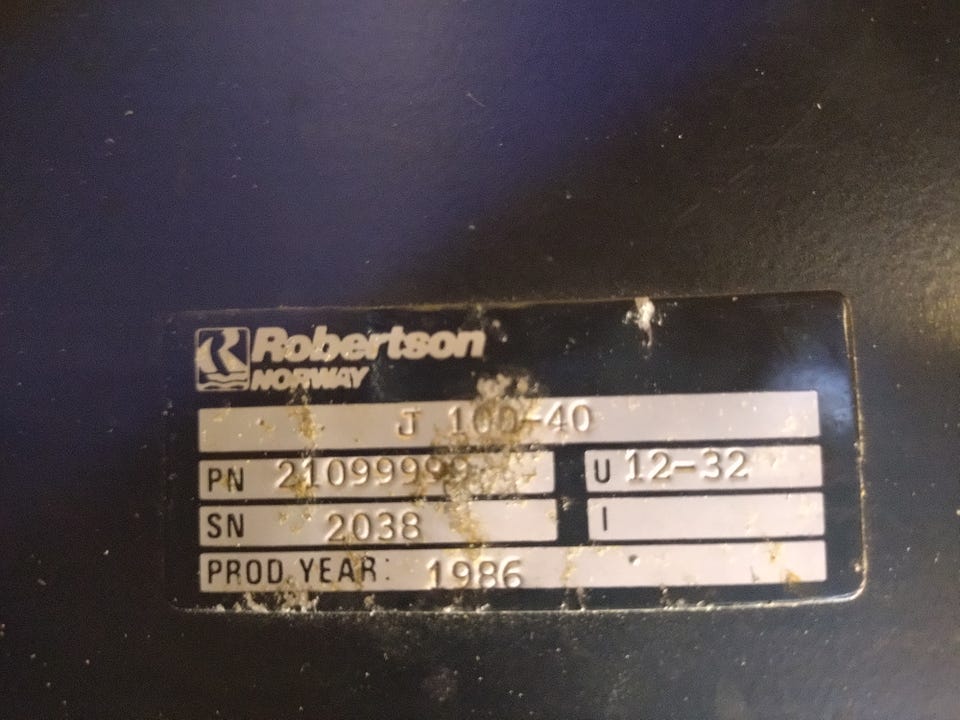 Robertson
NORWAY
J 100-40
PN 21099999 U 12-32
SN 2038 I
PROD. YEAR: 1986